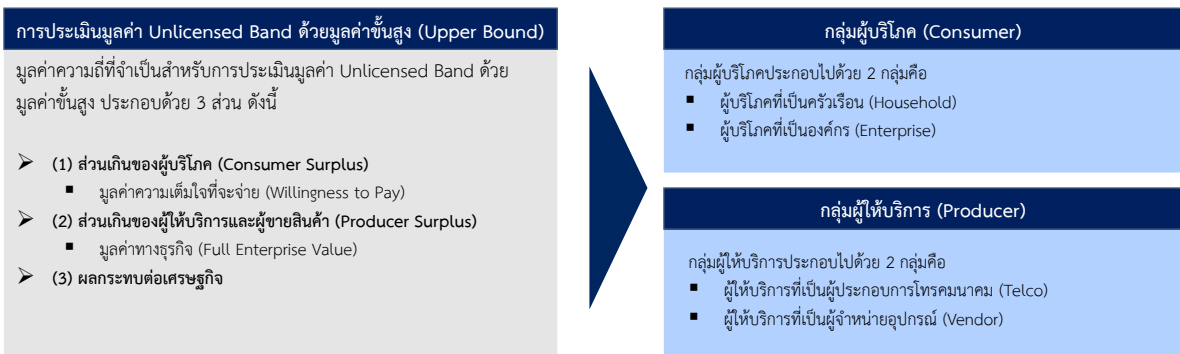 การประเมินมูลค่า Unlicensed Band ด้วยมูลค่าขั้นสูง (Upper Bound)
มูลค่าความถี่ที่จำเป็นสำหรับการประเมินมูลค่า Unlicensed Band ด้วย
มูลค่าขั้นสูง ประกอบด้วย 3 ส่วน ดังนี้
➢ (1) ส่วนเกินของผู้บริโภค (Consumer Surplus)
▪ มูลค่าความเต็มใจที่จะจ่าย (Willingness to Pay)
➢ (2) ส่วนเกินของผู้ให้บริการและผู้ขายสินค้า (Producer Surplus)
▪ มูลค่าทางธุรกิจ (Full Enterprise Value)
➢ (3) ผลกระทบต่อเศรษฐกิจ
กลุ่มผู้บริโภค (Consumer)
กลุ่มผู้บริโภคประกอบไปด้วย 2 กลุ่มคือ
▪ ผู้บริโภคที่เป็นครัวเรือน (Household)
▪ ผู้บริโภคที่เป็นองค์กร (Enterprise)
กลุ่มผู้ให้บริการ (Producer)
กลุ่มผู้ให้บริการประกอบไปด้วย 2 กลุ่มคือ
▪ ผู้ให้บริการที่เป็นผู้ประกอบการโทรคมนาคม (Telco)
▪ ผู้ให้บริการที่เป็นผู้จำหน่ายอุปกรณ์ (Vendor)